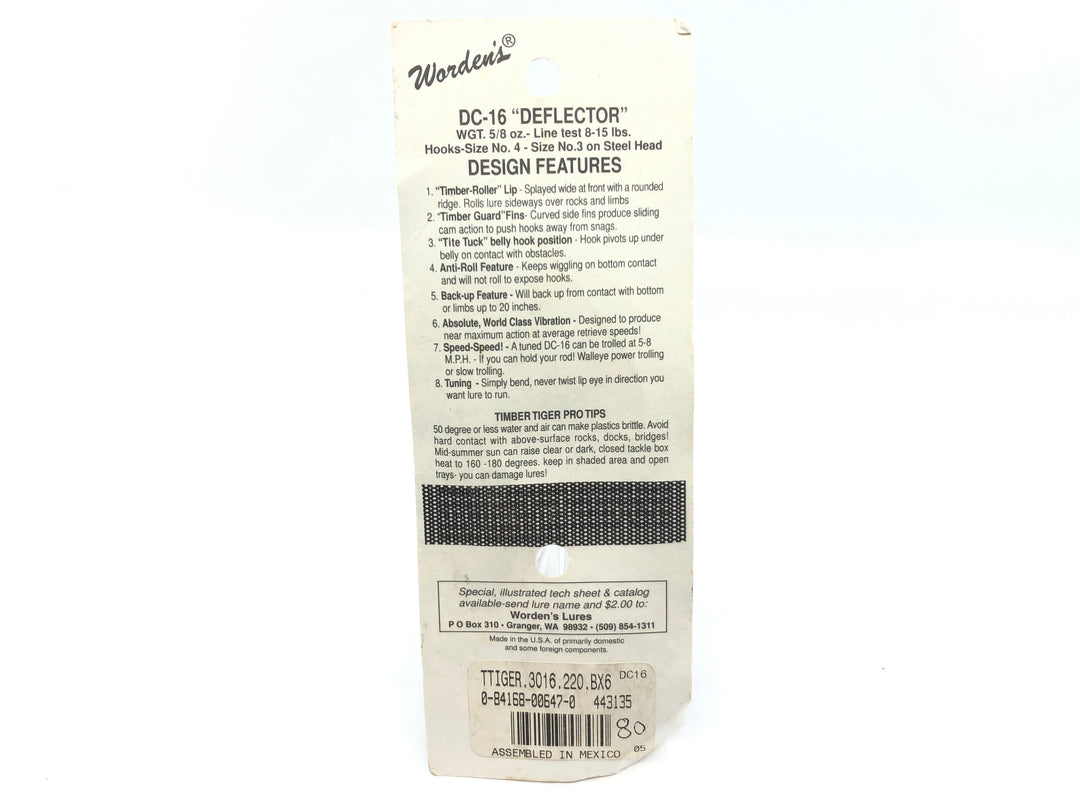 Worden's®
DC-16 “DEFLECTOR”
WGT. 5/8 oz.- Line test 8-15 lbs.
Hooks-Size No. 4 - Size No.3 on Steel Head
DESIGN FEATURES
1. “Timber-Roller” Lip - Splayed wide at front with a rounded
ridge. Rolls lure sideways over rocks and limbs
2. “Timber Guard”Fins- Curved side fins produce sliding
cam action to push hooks away from snags.
3. “Tite Tuck” belly hook position - Hook pivots up under
belly on contact with obstacles.
4. Anti-Roll Feature - Keeps wiggling on bottom contact
and will not roll to expose hooks.
5. Back-up Feature - Will back up from contact with bottom
or limbs up to 20 inches.
6. Absolute, World Class Vibration - Designed to produce
near maximum action at average retrieve speeds!
7. Speed-Speed! - A tuned DC-16 can be trolled at 5-8
M.P.H. - If you can hold your rod! Walleye power trolling
or slow trolling.
8. Tuning - Simply bend, never twist lip eye in direction you
want lure to run.
TIMBER TIGER PRO TIPS
50 degree or less water and air can make plastics brittle. Avoid
hard contact with above-surface rocks, docks, bridges!
Mid-summer sun can raise clear or dark, closed tackle box
heat to 160 -180 degrees. keep in shaded area and open
trays- you can damage lures!
Special, illustrated tech sheet & catalog
available-send lure name and $2.00 to:
Worden's Lures
P O Box 310 • Granger, WA 98932 • (509) 854-1311
Made in the U.S.A. of primarily domestic
and some foreign components.
TTIGER.3016.220.BX6 DC16
0-84168-00647-0 443135
80
ASSEMBLED IN MEXICO 05